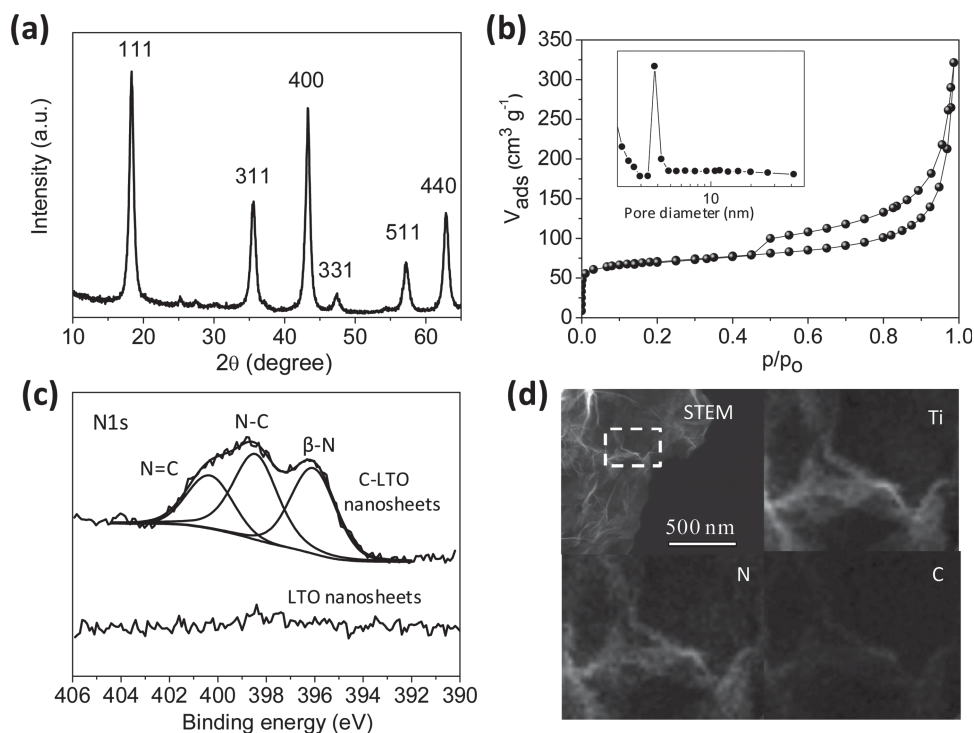 (a)
111
400
311
440
511
331
Intensity (a.u.)
10 20 30 40 50 60
2θ (degree)
(b)
350
300
250
200
150
100
50
0
V_ads (cm³ g⁻¹)
10
Pore diameter (nm)
0.0 0.2 0.4 0.6 0.8 1.0
p/p₀
(c)
N1s
N-C
N=C
β-N
C-LTO
nanosheets
LTO nanosheets
406 404 402 400 398 396 394 392 390
Binding energy (eV)
(d)
STEM
500 nm
Ti
N
C